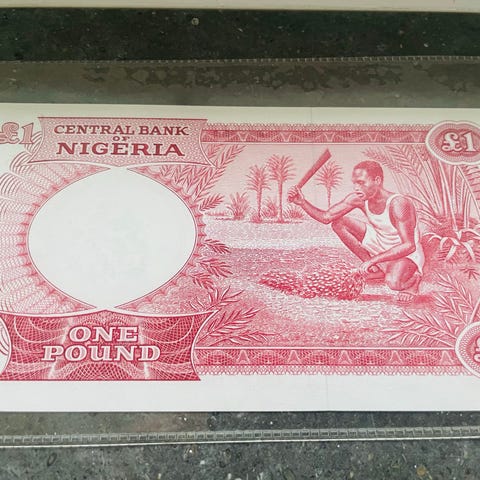 £1
CENTRAL BANK
OF
NIGERIA
£1
ONE
POUND
£